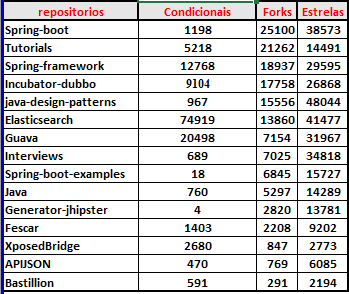 repositorios Condicionais Forks Estrelas
Spring-boot 1198 25100 38573
Tutorials 5218 21262 14491
Spring-framework 12768 18937 29595
Incubator-dubbo 9104 17758 26868
java-design-patterns 967 15556 48044
Elasticsearch 74919 13860 41477
Guava 20498 7154 31967
Interviews 689 7025 34818
Spring-boot-examples 18 6845 15727
Java 760 5297 14289
Generator-jhipster 4 2820 13781
Fescar 1403 2208 9202
XposedBridge 2680 847 2773
APIJSON 470 769 6085
Bastillion 591 291 2194